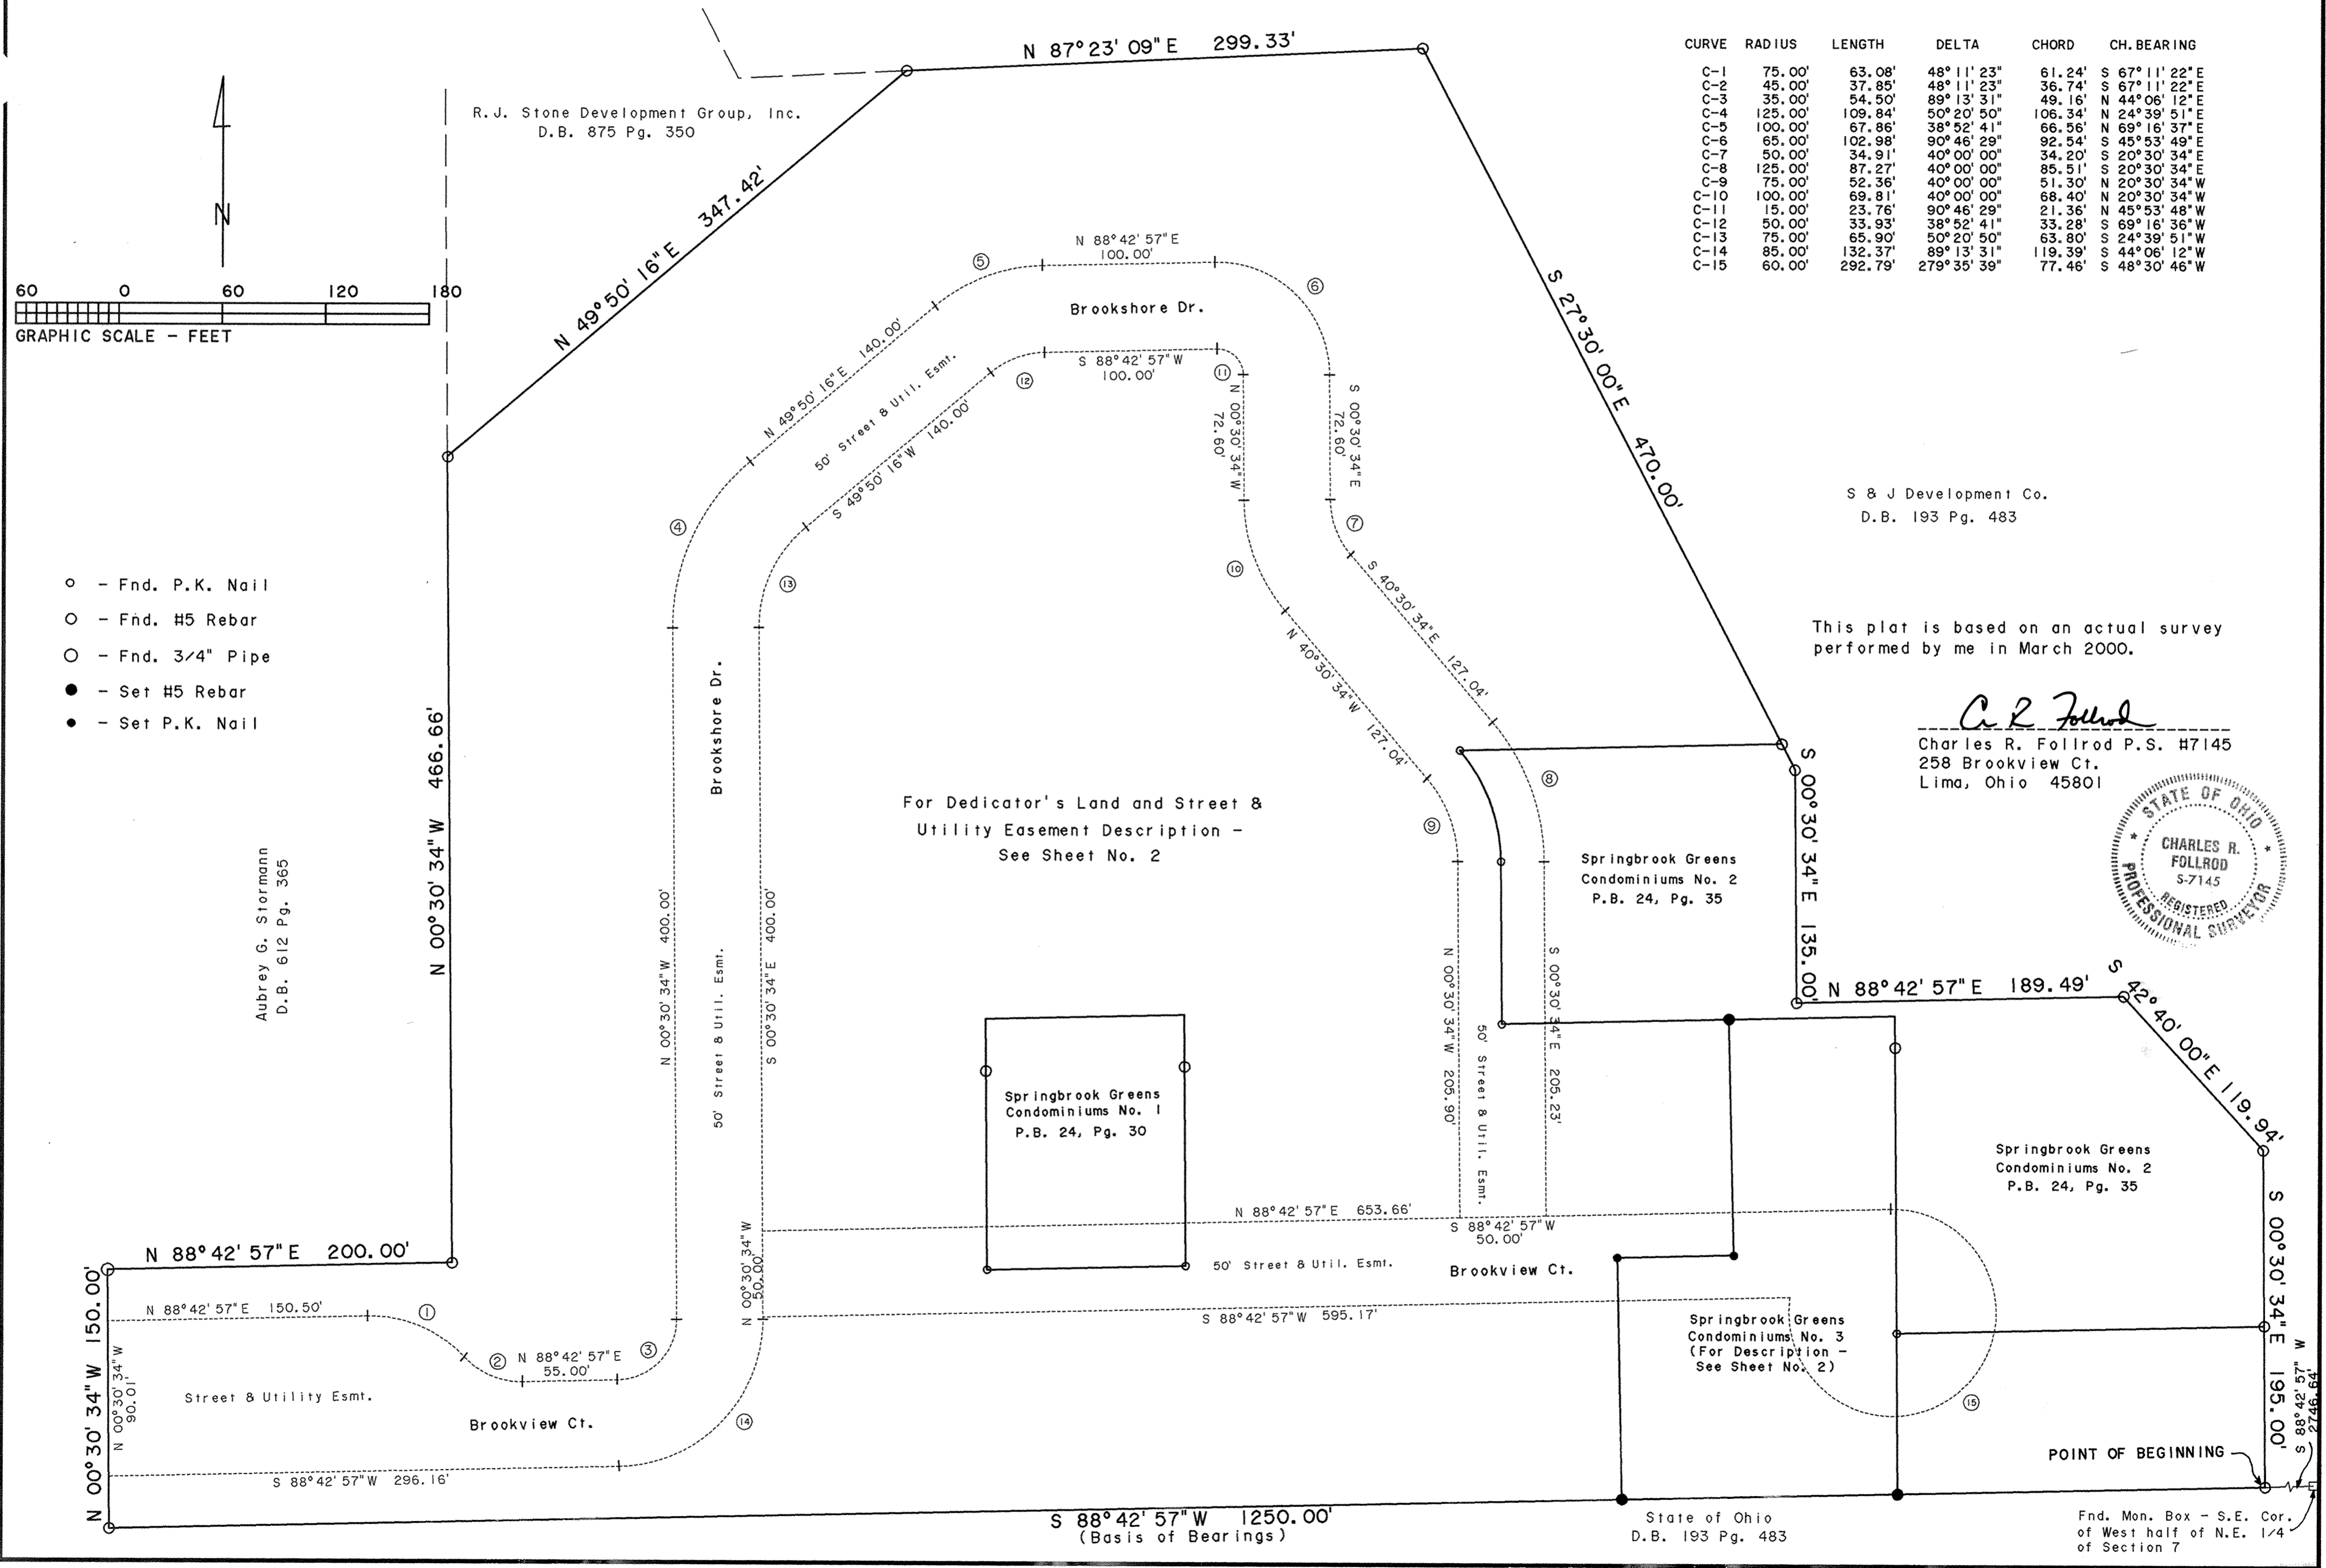 N 87°23'09"E 299.33'
CURVE RADIUS LENGTH DELTA CHORD CH.BEARING
C-1 75.00' 63.08' 48°11'23" 61.24' S 67°11'22"E
C-2 45.00' 37.85' 48°11'23" 36.74' S 67°11'22"E
C-3 35.00' 54.50' 89°13'31" 49.16' N 44°06'12"E
C-4 125.00' 109.84' 50°20'50" 106.34' N 24°39'51"E
C-5 100.00' 67.86' 38°52'41" 66.56' N 69°16'37"E
C-6 65.00' 102.98' 90°46'29" 92.54' S 45°53'49"E
C-7 50.00' 34.91' 40°00'00" 34.20' S 20°30'34"E
C-8 125.00' 87.27' 40°00'00" 85.51' S 20°30'34"E
C-9 75.00' 52.36' 40°00'00" 51.30' N 20°30'34"W
C-10 100.00' 69.81' 40°00'00" 68.40' N 20°30'34"W
C-11 15.00' 23.76' 90°46'29" 21.36' N 45°53'48"W
C-12 50.00' 33.93' 38°52'41" 33.28' S 69°16'36"W
C-13 75.00' 65.90' 50°20'50" 63.80' S 24°39'51"W
C-14 85.00' 132.37' 89°13'31" 119.39' S 44°06'12"W
C-15 60.00' 292.79' 279°35'39" 77.46' S 48°30'46"W
R.J. Stone Development Group, Inc.
D.B. 875 Pg. 350
N
60 0 60 120 180
GRAPHIC SCALE - FEET
N 49°50'16"E 347.42'
N 88°42'57"E
100.00'
5
6
Brookshore Dr.
S 88°42'57"W
100.00'
11
12
N 49°50'16"E 140.00'
50' Street & Util. Esmt.
S 49°50'16"W 140.00'
N 00°30'34"W
72.60'
S 00°30'34"E
72.60'
S 27°30'00"E 470.00'
4
13
7
10
S 40°30'34"E 127.04'
N 40°30'34"W 127.04'
S & J Development Co.
D.B. 193 Pg. 483
- Fnd. P.K. Nail
- Fnd. #5 Rebar
- Fnd. 3/4" Pipe
- Set #5 Rebar
- Set P.K. Nail
This plat is based on an actual survey
performed by me in March 2000.
C R Follrod
Charles R. Follrod P.S. #7145
258 Brookview Ct.
Lima, Ohio 45801
STATE OF OHIO
CHARLES R.
FOLLROD
S-7145
REGISTERED
PROFESSIONAL SURVEYOR
N 00°30'34"W 466.66'
Aubrey G. Stormann
D.B. 612 Pg. 365
Brookshore Dr.
N 00°30'34"W 400.00'
50' Street & Util. Esmt.
S 00°30'34"E 400.00'
For Dedicator's Land and Street &
Utility Easement Description -
See Sheet No. 2
8
9
Springbrook Greens
Condominiums No. 2
P.B. 24, Pg. 35
S 00°30'34"E 135.00'
N 88°42'57"E 189.49'
S 42°40'00"E 119.94'
N 00°30'34"W 205.90'
50' Street & Util. Esmt.
S 00°30'34"E 205.23'
Springbrook Greens
Condominiums No. 1
P.B. 24, Pg. 30
Springbrook Greens
Condominiums No. 2
P.B. 24, Pg. 35
N 88°42'57"E 653.66'
S 88°42'57"W
50.00'
50' Street & Util. Esmt.
Brookview Ct.
N 00°30'34"W
50.00'
S 88°42'57"W 595.17'
N 88°42'57"E 200.00'
N 00°30'34"W 150.00'
N 88°42'57"E 150.50'
1
2
N 88°42'57"E
55.00'
3
N 00°30'34"W
90.01'
Street & Utility Esmt.
Brookview Ct.
14
S 88°42'57"W 296.16'
Springbrook Greens
Condominiums No. 3
(For Description -
See Sheet No. 2)
15
S 00°30'34"E 195.00'
S 88°42'57" W
2746.64'
POINT OF BEGINNING
S 88°42'57"W 1250.00'
(Basis of Bearings)
State of Ohio
D.B. 193 Pg. 483
Fnd. Mon. Box - S.E. Cor.
of West half of N.E. 1/4
of Section 7